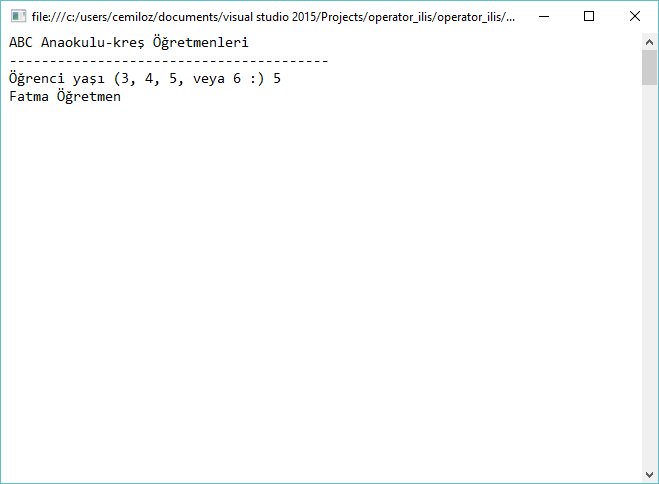 file:///c:/users/cemiloz/documents/visual studio 2015/Projects/operator_ilis/operator_ilis/...
ABC Anaokulu-kreş Öğretmenleri
----------------------------------------
Öğrenci yaşı (3, 4, 5, veya 6 :) 5
Fatma Öğretmen